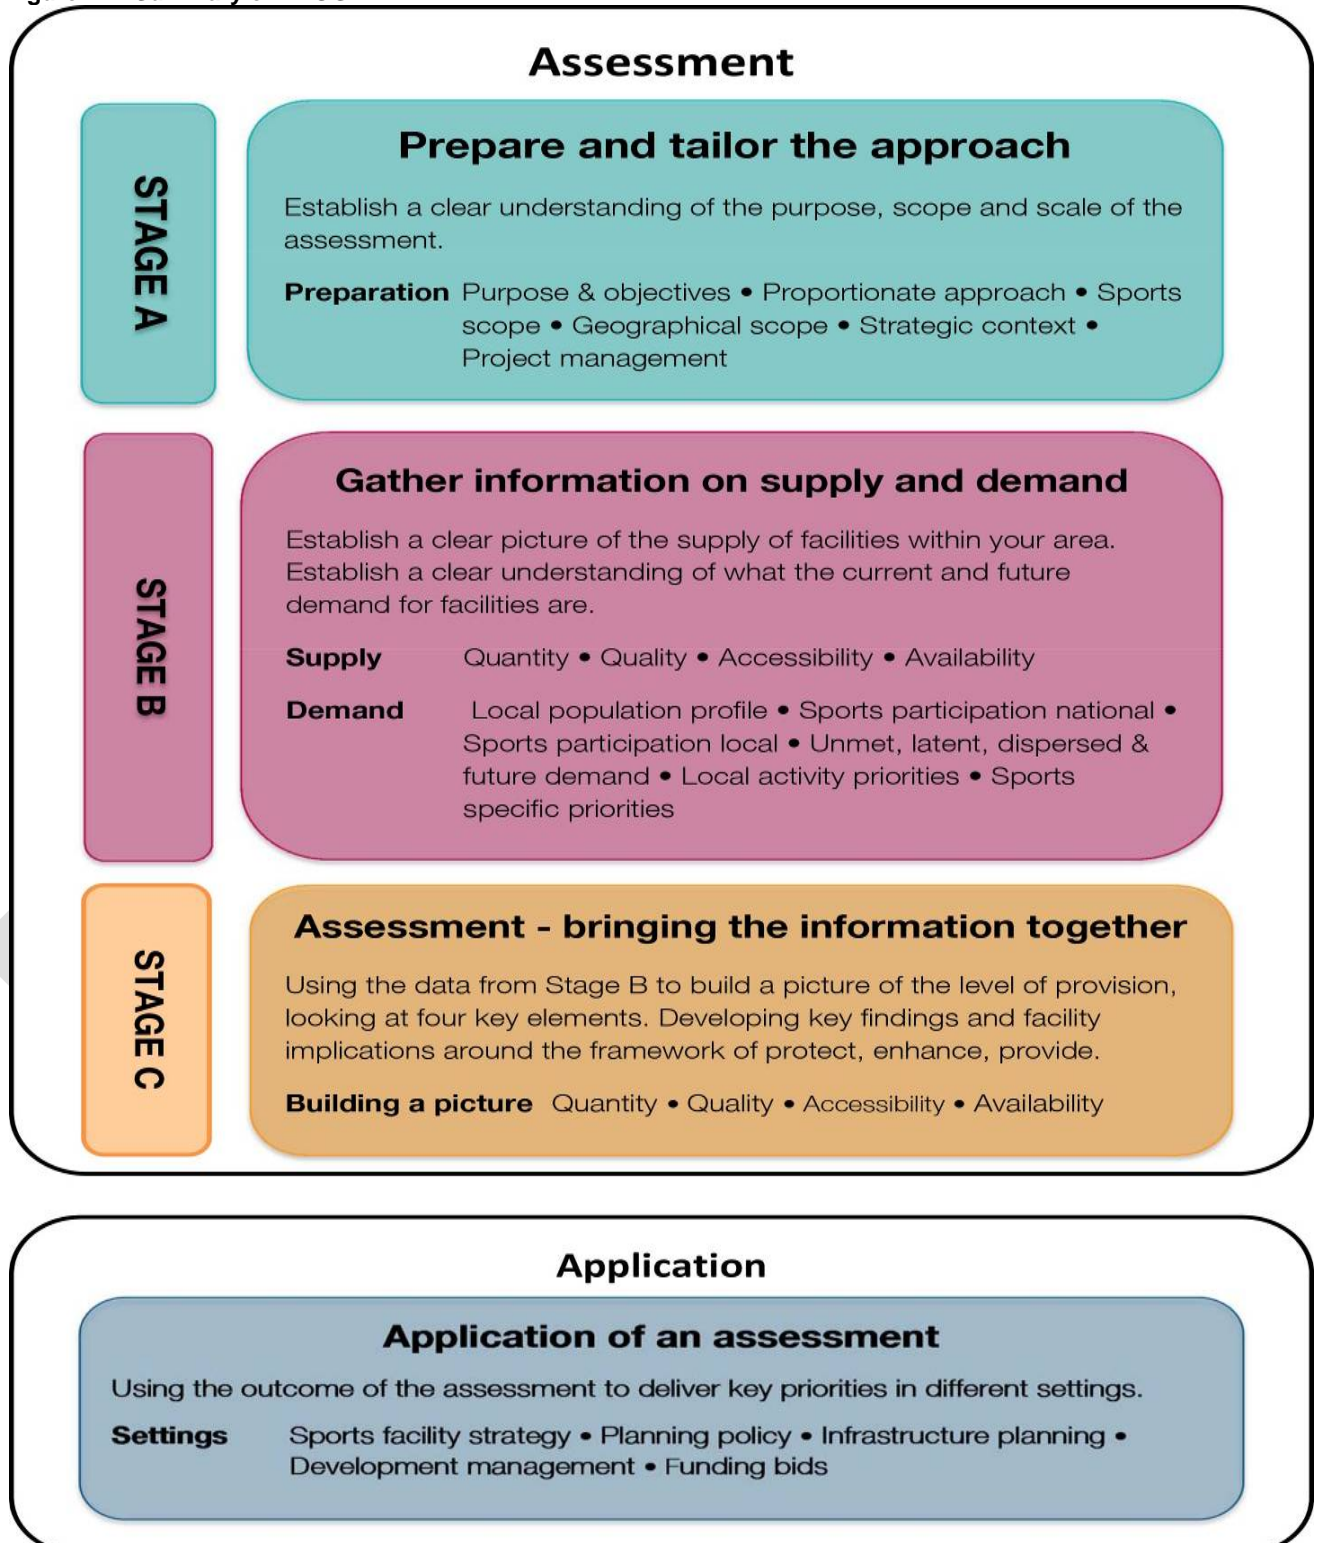 Assessment
STAGE A
Prepare and tailor the approach
Establish a clear understanding of the purpose, scope and scale of the
assessment.
Preparation Purpose & objectives • Proportionate approach • Sports
scope • Geographical scope • Strategic context •
Project management
STAGE B
Gather information on supply and demand
Establish a clear picture of the supply of facilities within your area.
Establish a clear understanding of what the current and future
demand for facilities are.
Supply Quantity • Quality • Accessibility • Availability
Demand Local population profile • Sports participation national •
Sports participation local • Unmet, latent, dispersed &
future demand • Local activity priorities • Sports
specific priorities
STAGE C
Assessment - bringing the information together
Using the data from Stage B to build a picture of the level of provision,
looking at four key elements. Developing key findings and facility
implications around the framework of protect, enhance, provide.
Building a picture Quantity • Quality • Accessibility • Availability
Application
Application of an assessment
Using the outcome of the assessment to deliver key priorities in different settings.
Settings Sports facility strategy • Planning policy • Infrastructure planning •
Development management • Funding bids